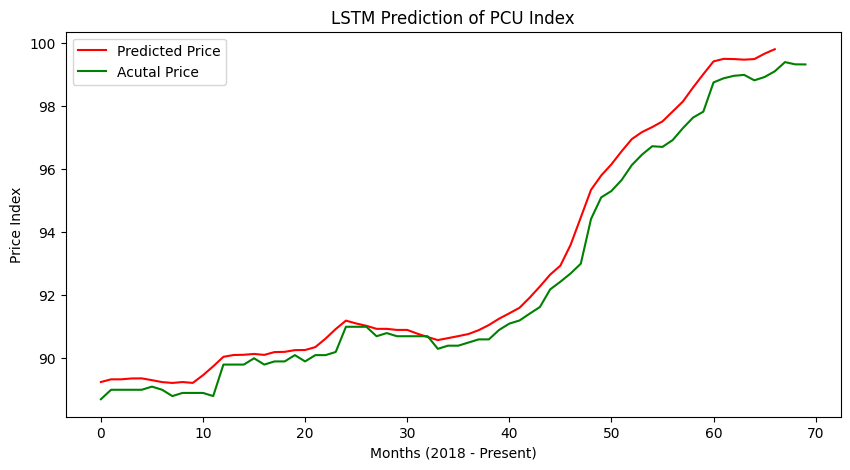 LSTM Prediction of PCU Index
Predicted Price
Acutal Price
Price Index
100
98
96
94
92
90
0 10 20 30 40 50 60 70
Months (2018 - Present)